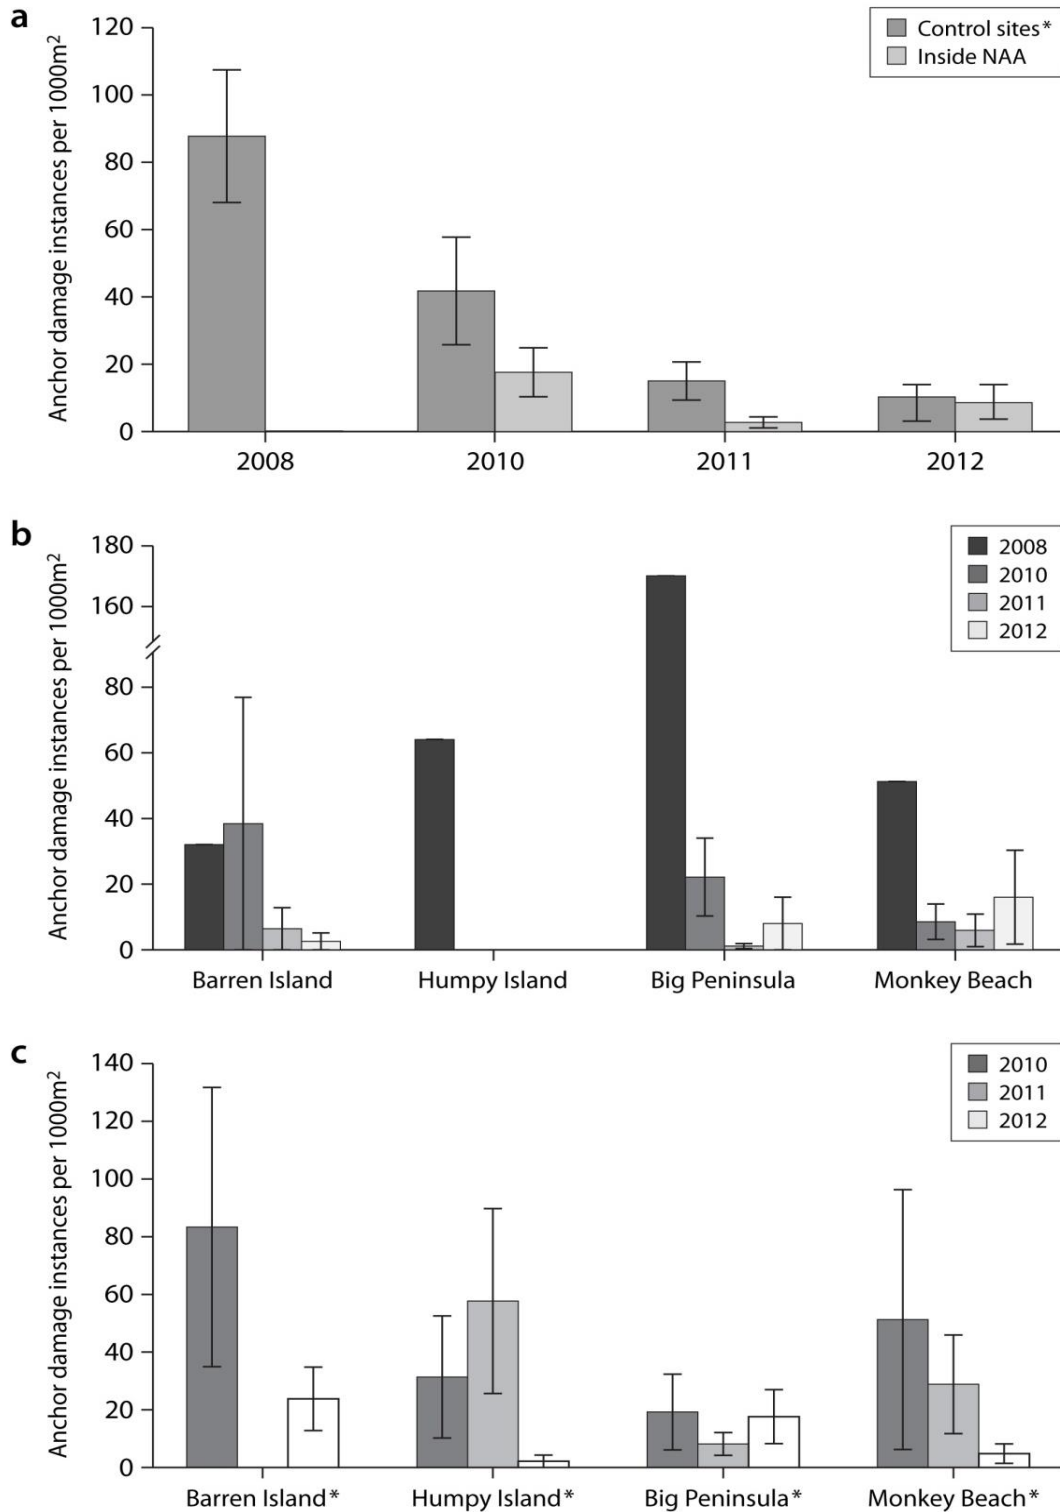 a
Anchor damage instances per 1000m²
120
100
80
60
40
20
0
Control sites*
Inside NAA
2008
2010
2011
2012
b
Anchor damage instances per 1000m²
180
160
80
60
40
20
0
2008
2010
2011
2012
Barren Island
Humpy Island
Big Peninsula
Monkey Beach
c
Anchor damage instances per 1000m²
140
120
100
80
60
40
20
0
2010
2011
2012
Barren Island*
Humpy Island*
Big Peninsula*
Monkey Beach*